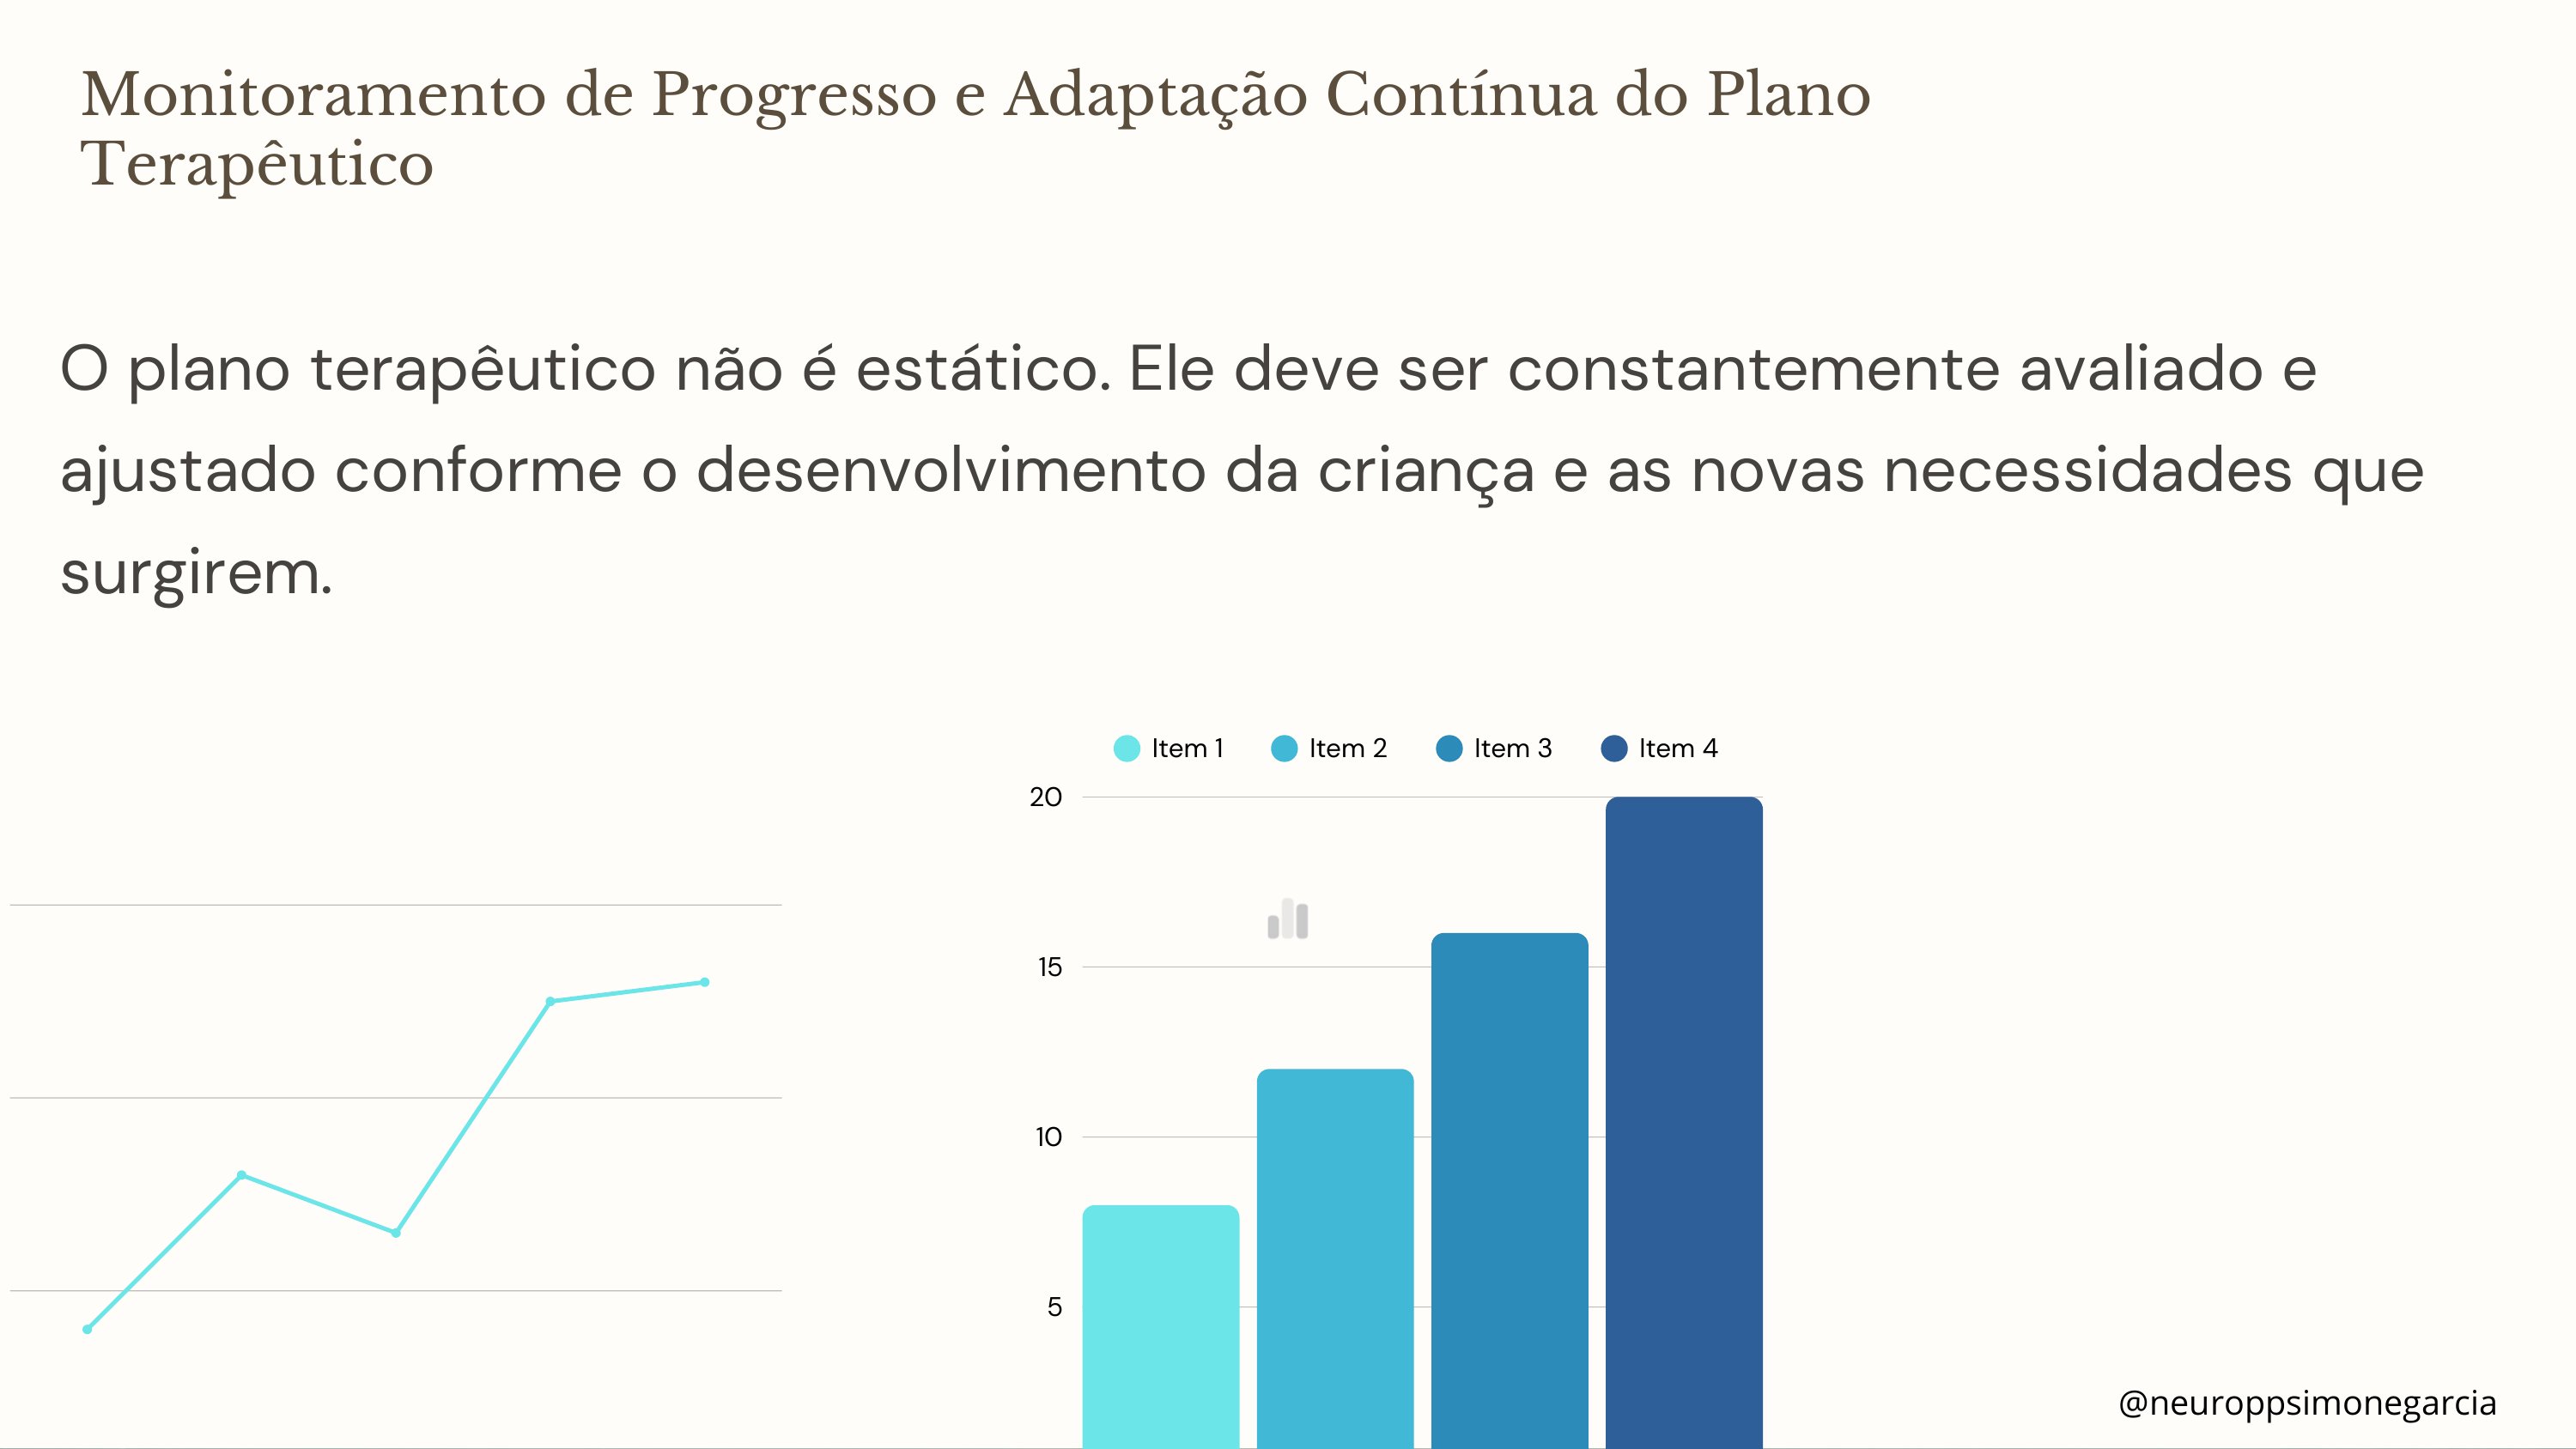 Monitoramento de Progresso e Adaptação Contínua do Plano
Terapêutico
O plano terapêutico não é estático. Ele deve ser constantemente avaliado e
ajustado conforme o desenvolvimento da criança e as novas necessidades que
surgirem.
Item 1 Item 2 Item 3 Item 4
20
15
10
5
@neuroppsimonegarcia